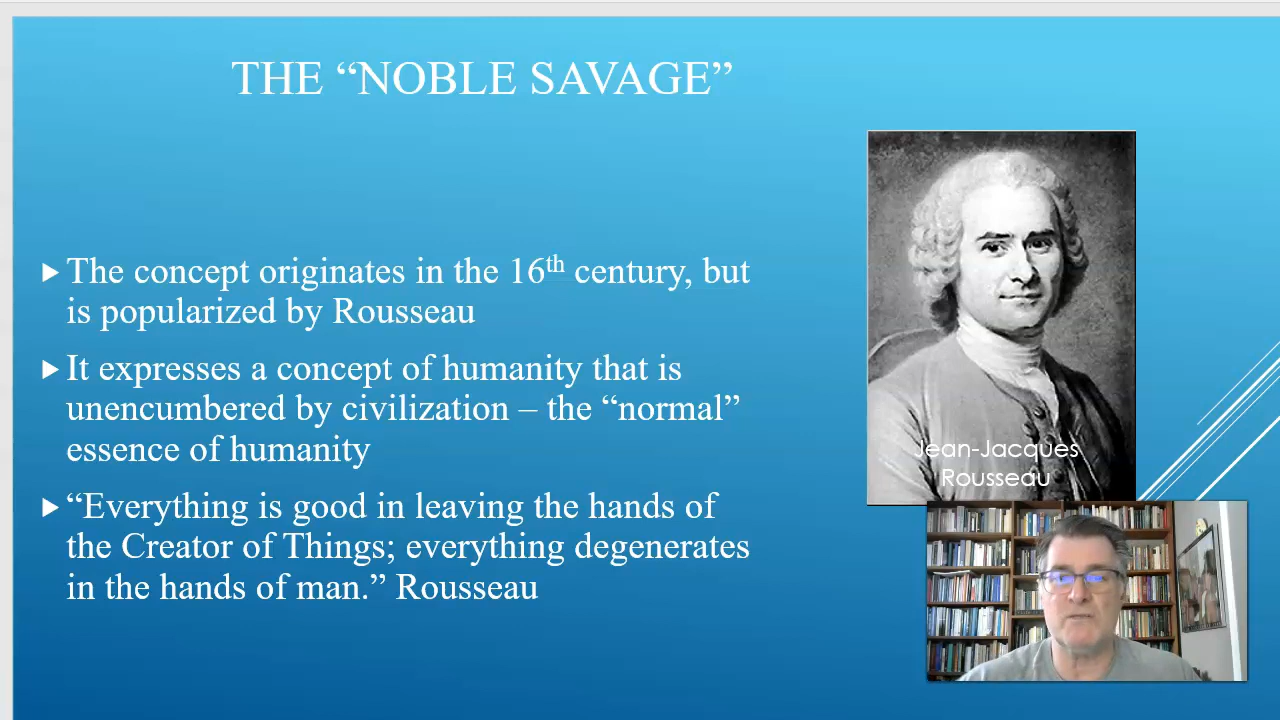 THE “NOBLE SAVAGE”
The concept originates in the 16th century, but
is popularized by Rousseau
It expresses a concept of humanity that is
unencumbered by civilization – the “normal”
essence of humanity
“Everything is good in leaving the hands of
the Creator of Things; everything degenerates
in the hands of man.” Rousseau
Jean-Jacques
Rousseau